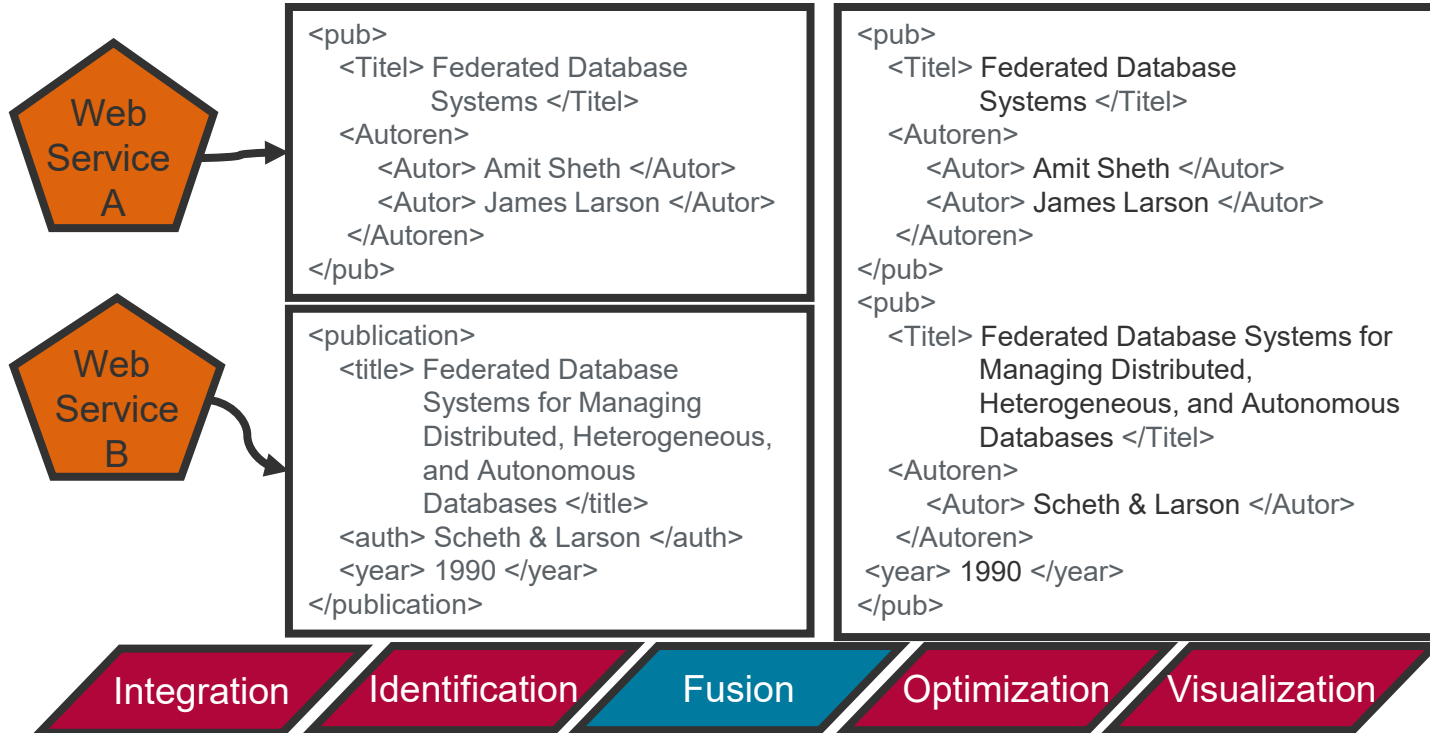 Web
Service
A
<pub>
<Titel> Federated Database
Systems </Titel>
<Autoren>
<Autor> Amit Sheth </Autor>
<Autor> James Larson </Autor>
</Autoren>
</pub>
Web
Service
B
<publication>
<title> Federated Database
Systems for Managing
Distributed, Heterogeneous,
and Autonomous
Databases </title>
<auth> Scheth & Larson </auth>
<year> 1990 </year>
</publication>
<pub>
<Titel> Federated Database
Systems </Titel>
<Autoren>
<Autor> Amit Sheth </Autor>
<Autor> James Larson </Autor>
</Autoren>
</pub>
<pub>
<Titel> Federated Database Systems for
Managing Distributed,
Heterogeneous, and Autonomous
Databases </Titel>
<Autoren>
<Autor> Scheth & Larson </Autor>
</Autoren>
<year> 1990 </year>
</pub>
Integration
Identification
Fusion
Optimization
Visualization